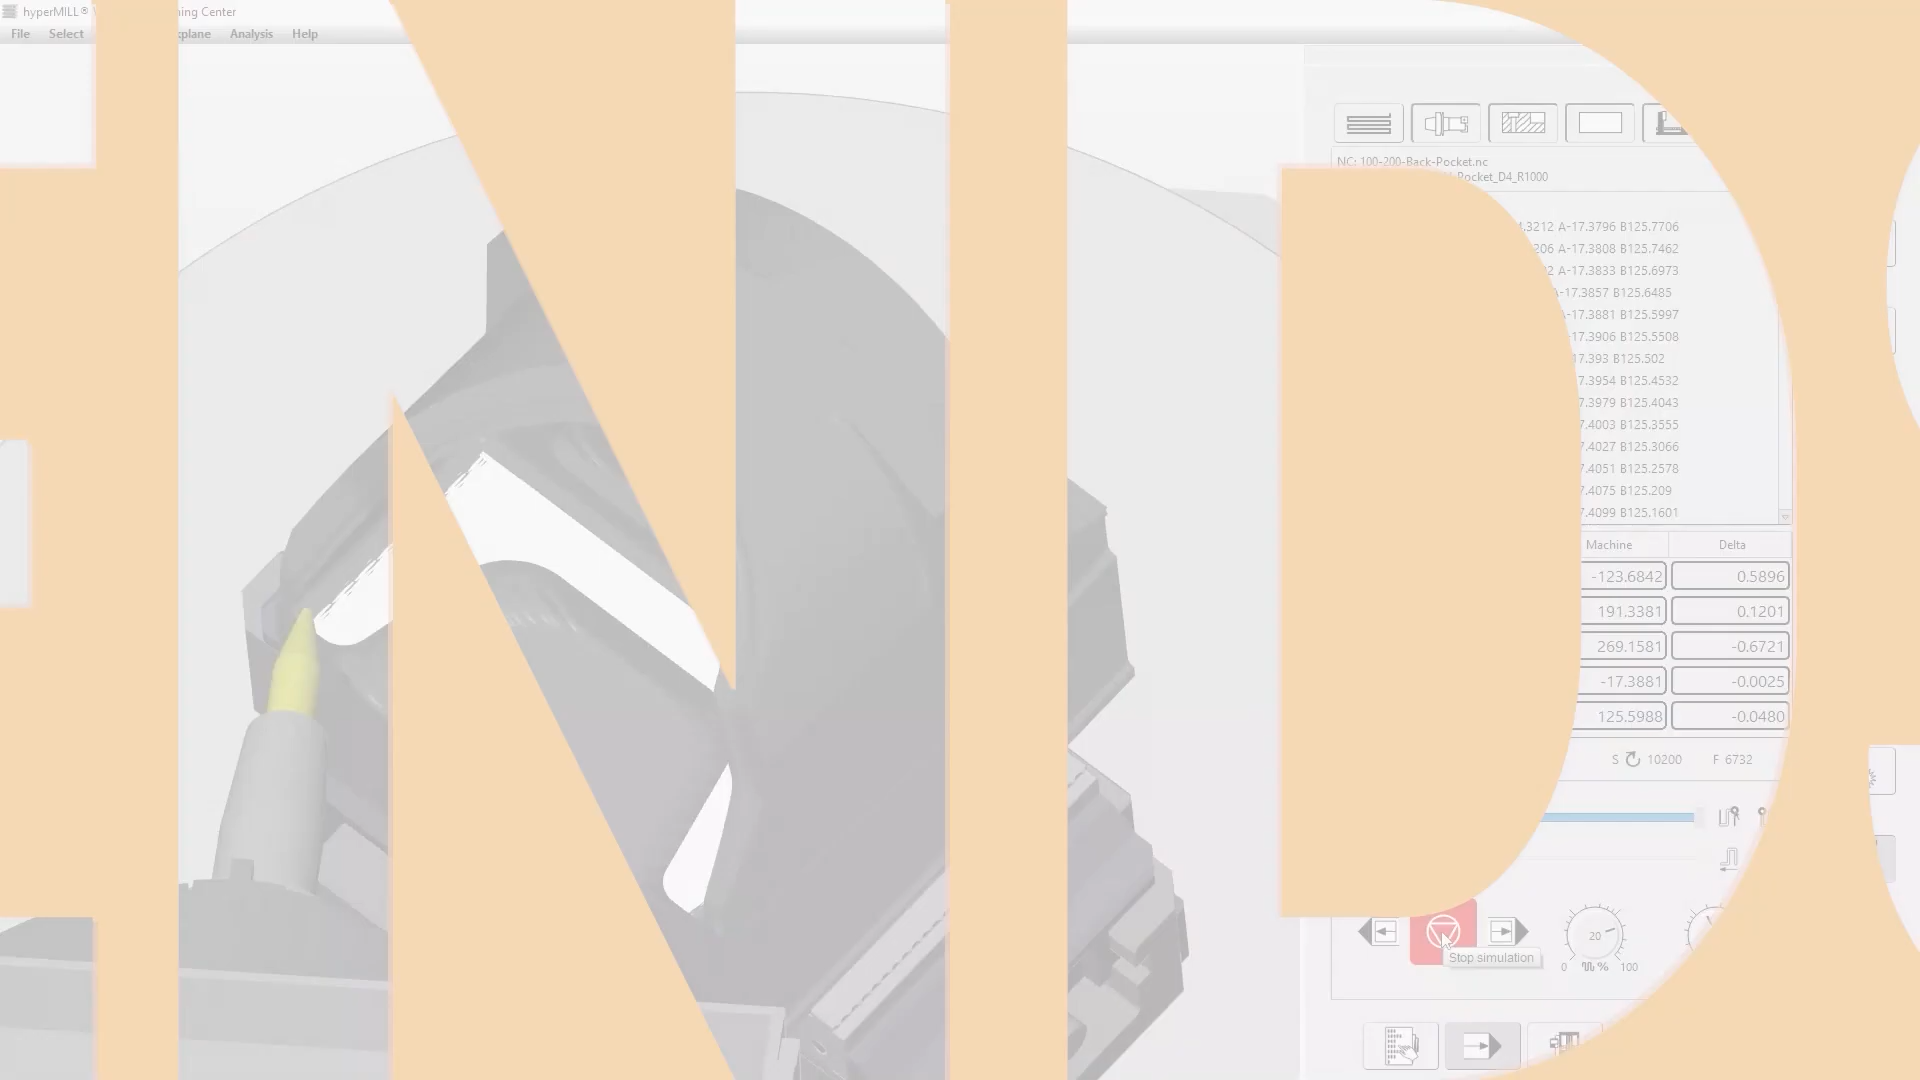 hyperMILL®
ning Center
File Select
plane Analysis Help
NC: 100-200-Back-Pocket.nc
Pocket_D4_R1000
.3212 A-17.3796 B125.7706
206 A-17.3808 B125.7462
2 A-17.3833 B125.6973
-17.3857 B125.6485
-17.3881 B125.5997
17.3906 B125.5508
17.393 B125.502
7.3954 B125.4532
7.3979 B125.4043
7.4003 B125.3555
7.4027 B125.3066
7.4051 B125.2578
7.4075 B125.209
7.4099 B125.1601
Machine Delta
-123.6842 0.5896
191.3381 0.1201
269.1581 -0.6721
-17.3881 -0.0025
125.5988 -0.0480
S 10200 F 6732
20
Stop simulation
0 % 100
END